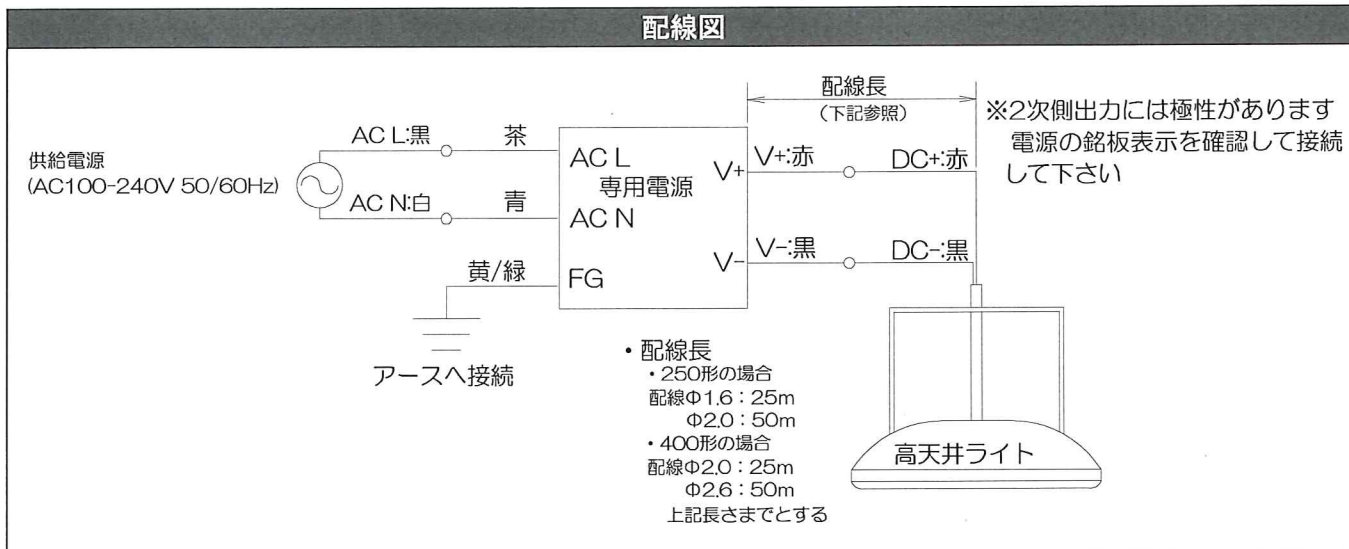 配線図
配線長
(下記参照)
※2次側出力には極性があります
電源の銘板表示を確認して接続
して下さい
供給電源
(AC100-240V 50/60Hz)
AC L:黒
茶
AC N:白
青
黄/緑
アースへ接続
AC L
専用電源
AC N
FG
V+
V-
V+:赤
DC+:赤
V-:黒
DC-:黒
・配線長
・250形の場合
配線Φ1.6：25m
Φ2.0：50m
・400形の場合
配線Φ2.0：25m
Φ2.6：50m
上記長さまでとする
高天井ライト